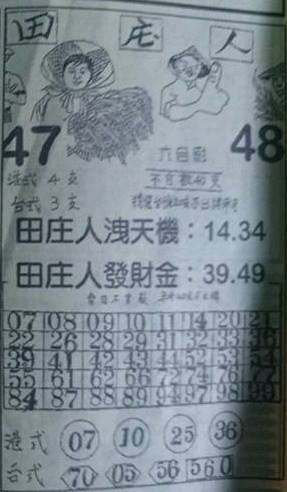 田 庄 人
47 六合彩 48
港式 4 支
台式 3 支
田庄人洩天機：14.34
田庄人發財金：39.49
07 08 09 10 11 14 20 21
22 26 28 29 31 32 33 36
39 41 42 43 44 52 53 54
55 61 62 66 72 74 76 77
84 87 88 89 94 97 98 99
港式 07 10 25 36
台式 70 05 56 560